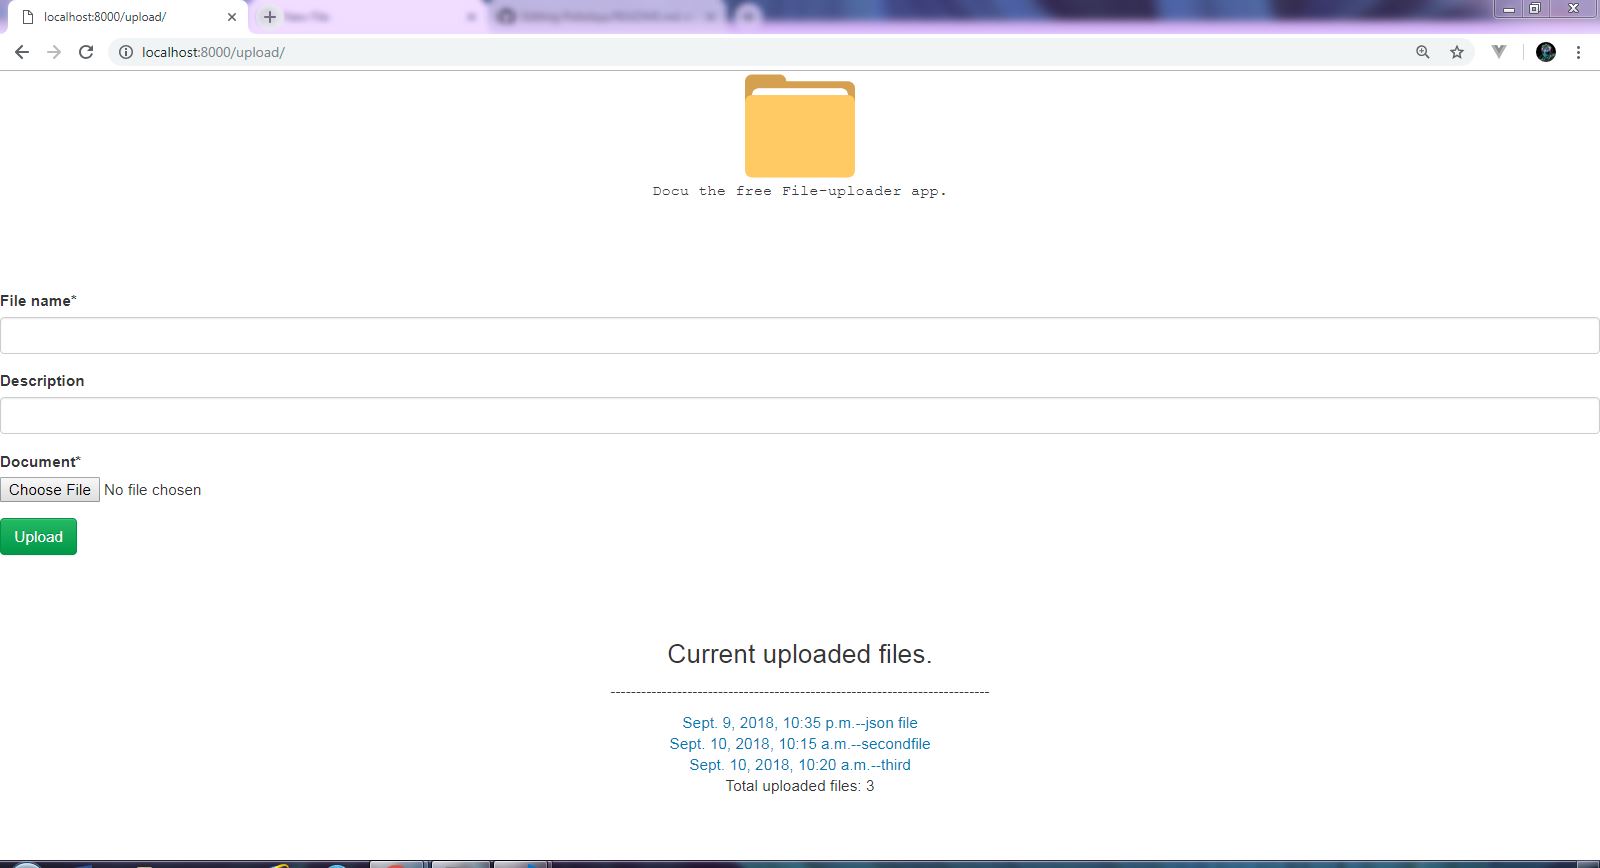 localhost:8000/upload/
localhost:8000/upload/
Docu the free File-uploader app.
File name*
Description
Document*
Choose File No file chosen
Upload
Current uploaded files.
---------------------------------------------------------------------------
Sept. 9, 2018, 10:35 p.m.--json file
Sept. 10, 2018, 10:15 a.m.--secondfile
Sept. 10, 2018, 10:20 a.m.--third
Total uploaded files: 3